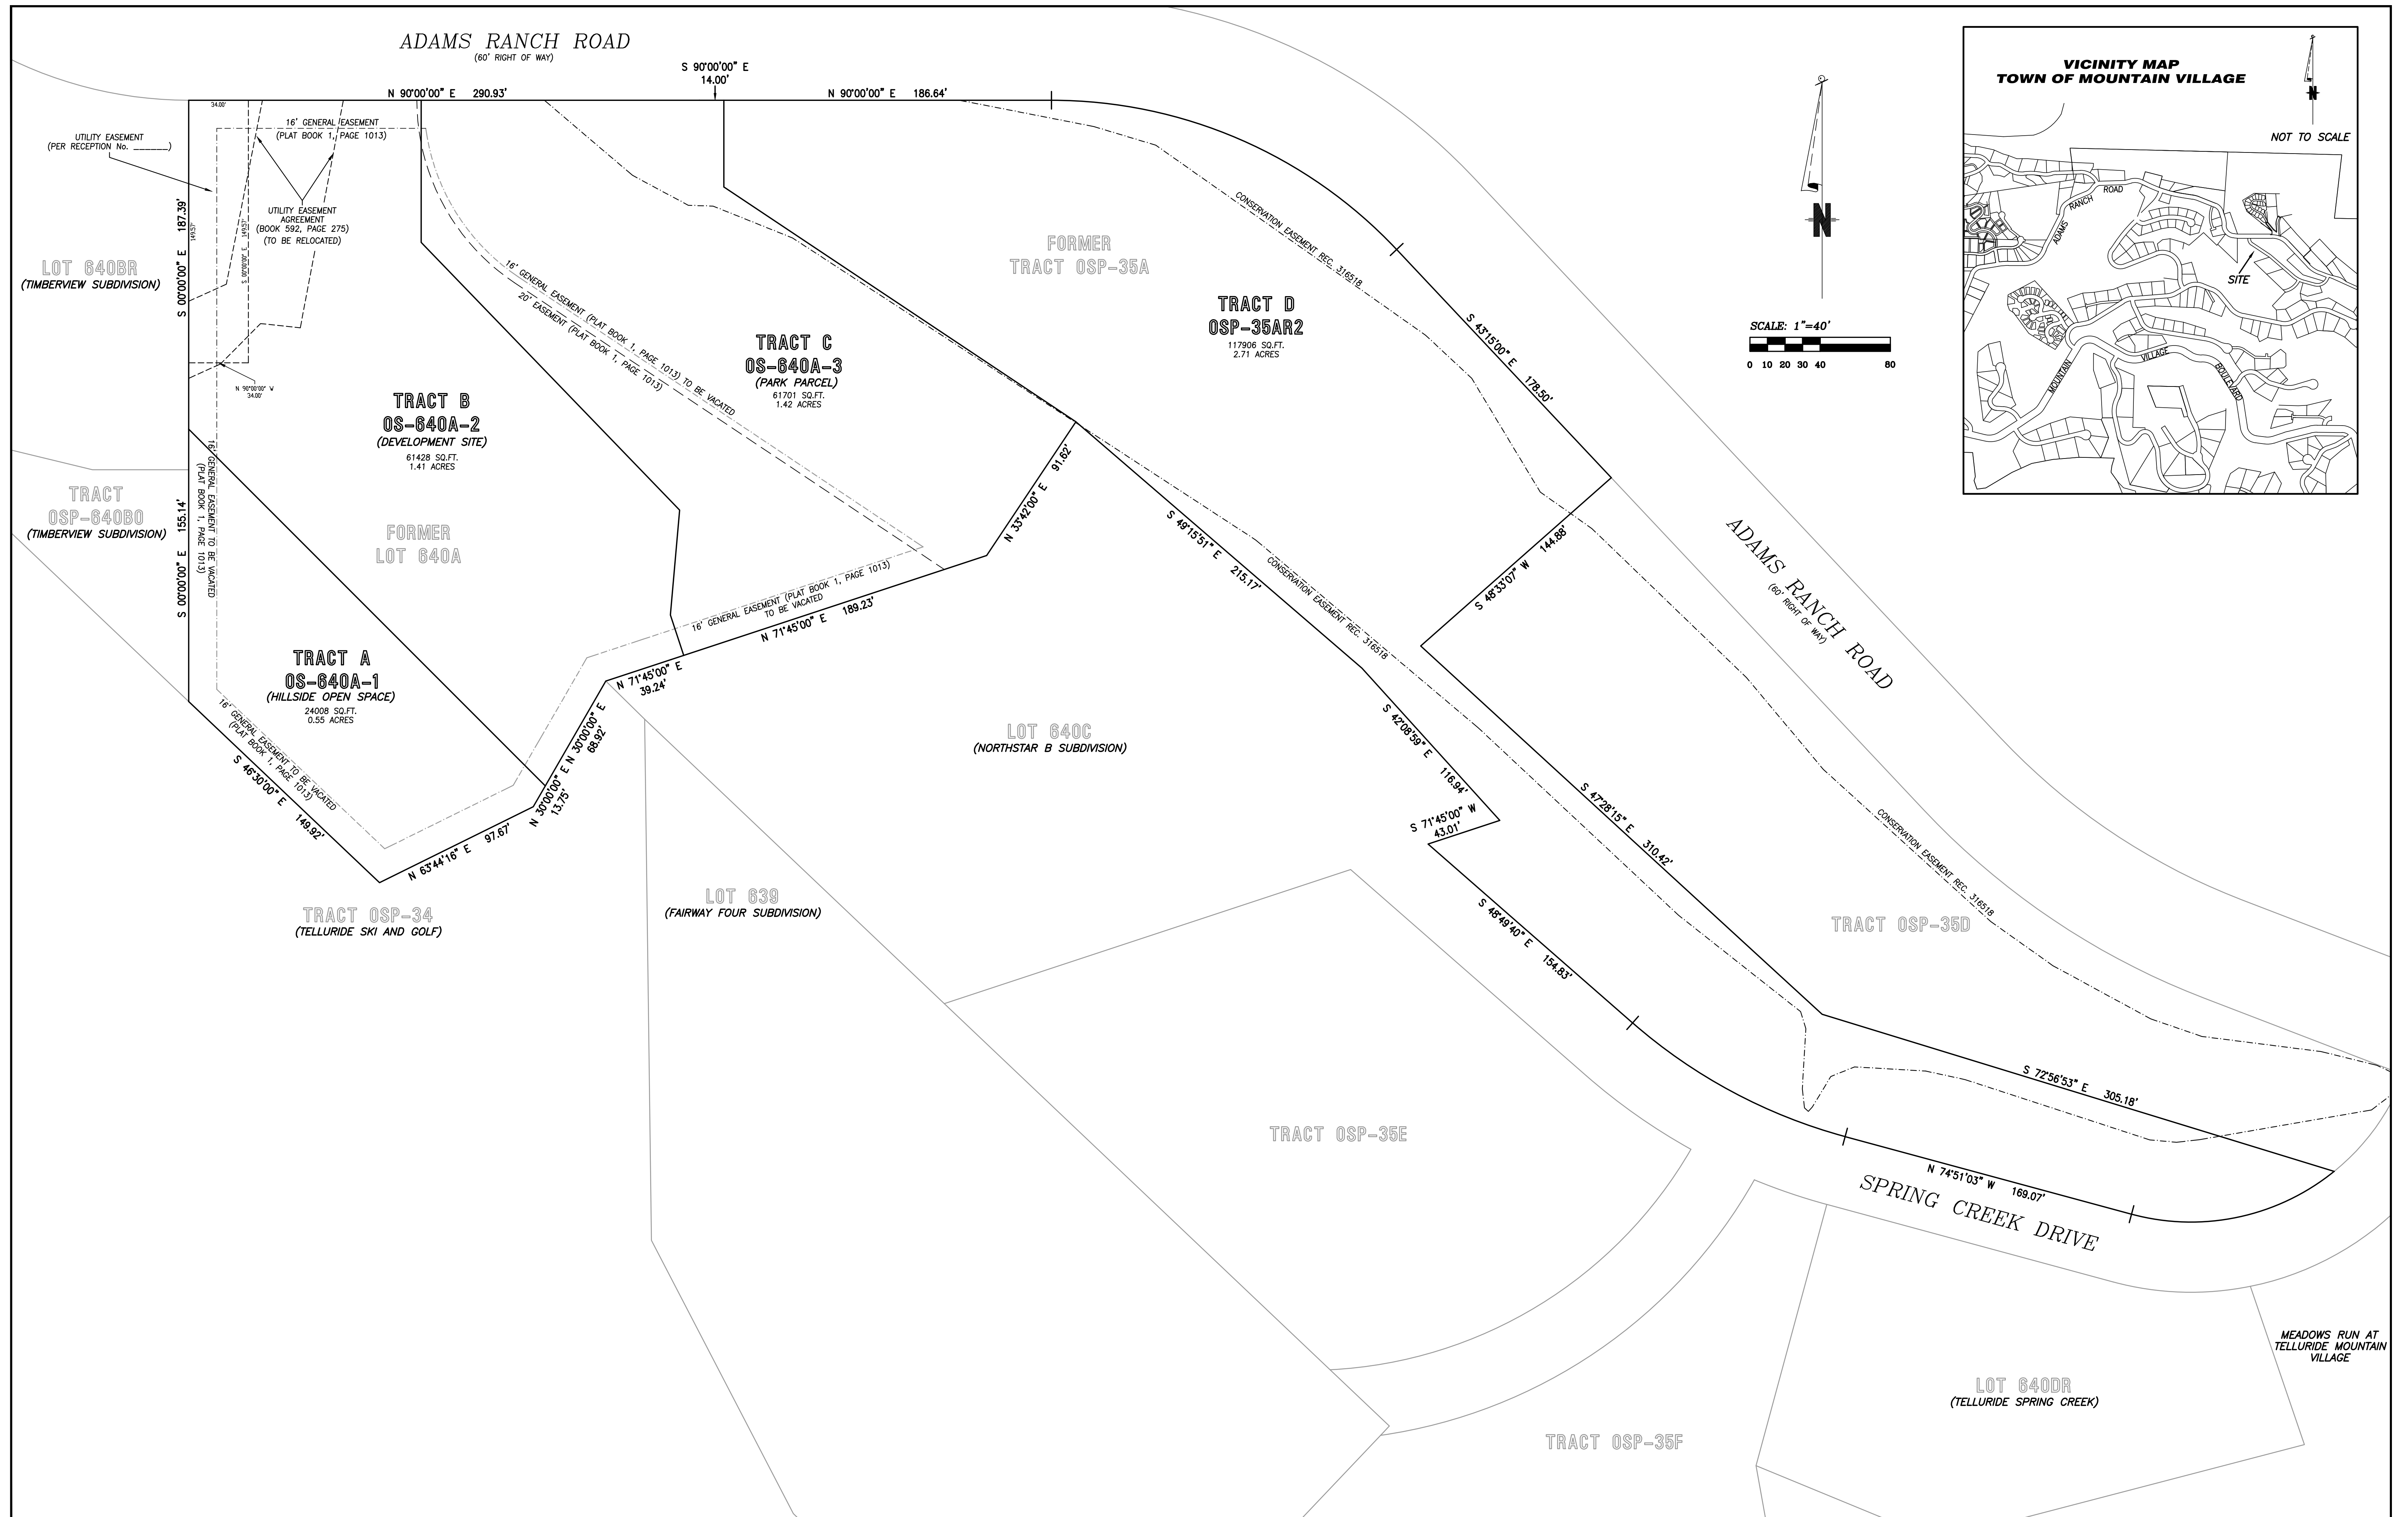 ADAMS RANCH ROAD
(60' RIGHT OF WAY)
S 90°00'00" E
14.00'
N 90°00'00" E 290.93'
N 90°00'00" E 186.64'
34.00'
16' GENERAL EASEMENT
(PLAT BOOK 1, PAGE 1013)
UTILITY EASEMENT
(PER RECEPTION No. ______)
UTILITY EASEMENT
AGREEMENT
(BOOK 592, PAGE 275)
(TO BE RELOCATED)
S 00°00'00" E 187.39'
149.57'
S 00°00'00" E 149.57'
N 90°00'00" W
34.00'
LOT 640BR
(TIMBERVIEW SUBDIVISION)
TRACT
OSP-640BO
(TIMBERVIEW SUBDIVISION)
S 00°00'00" E 155.14'
16' GENERAL EASEMENT TO BE VACATED
(PLAT BOOK 1, PAGE 1013)
TRACT B
OS-640A-2
(DEVELOPMENT SITE)
61428 SQ.FT.
1.41 ACRES
FORMER
LOT 640A
TRACT A
OS-640A-1
(HILLSIDE OPEN SPACE)
24008 SQ.FT.
0.55 ACRES
16' GENERAL EASEMENT TO BE VACATED
(PLAT BOOK 1, PAGE 1013)
S 46°30'00" E 149.92'
N 63°44'16" E 97.67'
N 30°00'00" E
13.75'
N 30°00'00" E
68.92'
N 71°45'00" E
39.24'
16' GENERAL EASEMENT (PLAT BOOK 1, PAGE 1013)
TO BE VACATED
N 71°45'00" E 189.23'
16' GENERAL EASEMENT (PLAT BOOK 1, PAGE 1013) TO BE VACATED
20' EASEMENT (PLAT BOOK 1, PAGE 1013)
TRACT C
OS-640A-3
(PARK PARCEL)
61701 SQ.FT.
1.42 ACRES
N 33°42'00" E 91.62'
FORMER
TRACT OSP-35A
TRACT D
OSP-35AR2
117906 SQ.FT.
2.71 ACRES
CONSERVATION EASEMENT REC. 316518
S 43°15'00" E 178.50'
S 48°33'07" W 144.88'
S 49°15'51" E 215.17'
CONSERVATION EASEMENT REC. 316518
S 42°08'59" E 116.94'
S 71°45'00" W
43.01'
S 47°28'15" E 310.42'
S 48°49'40" E 154.83'
S 72°56'53" E 305.18'
N 74°51'03" W 169.07'
CONSERVATION EASEMENT REC. 316518
ADAMS RANCH ROAD
(60' RIGHT OF WAY)
SPRING CREEK DRIVE
LOT 640C
(NORTHSTAR B SUBDIVISION)
LOT 639
(FAIRWAY FOUR SUBDIVISION)
TRACT OSP-34
(TELLURIDE SKI AND GOLF)
TRACT OSP-35D
TRACT OSP-35E
TRACT OSP-35F
LOT 640DR
(TELLURIDE SPRING CREEK)
MEADOWS RUN AT
TELLURIDE MOUNTAIN
VILLAGE
N
SCALE: 1"=40'
0 10 20 30 40 80
VICINITY MAP
TOWN OF MOUNTAIN VILLAGE
N
NOT TO SCALE
ADAMS
RANCH
ROAD
SITE
MOUNTAIN
VILLAGE
BOULEVARD